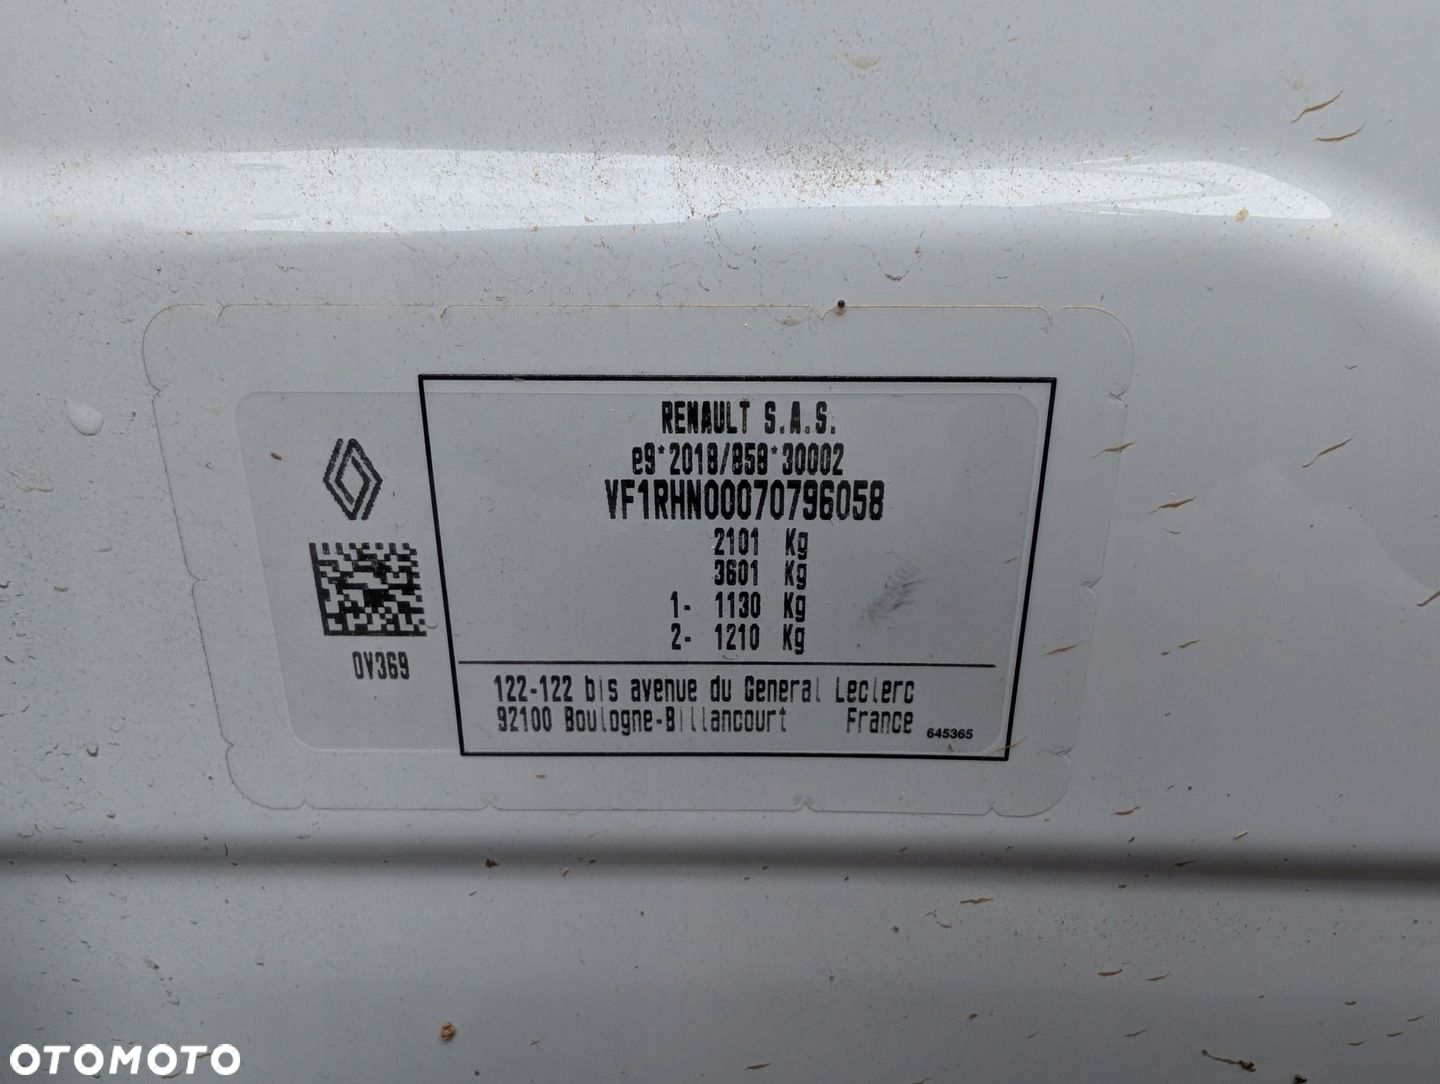 RENAULT S.A.S.
e9*2018/858*30002
VF1RHN00070796058
2101 Kg
3601 Kg
1- 1130 Kg
2- 1210 Kg
0V369
122-122 bis avenue du General Leclerc
92100 Boulogne-Billancourt France
645365
OTOMOTO